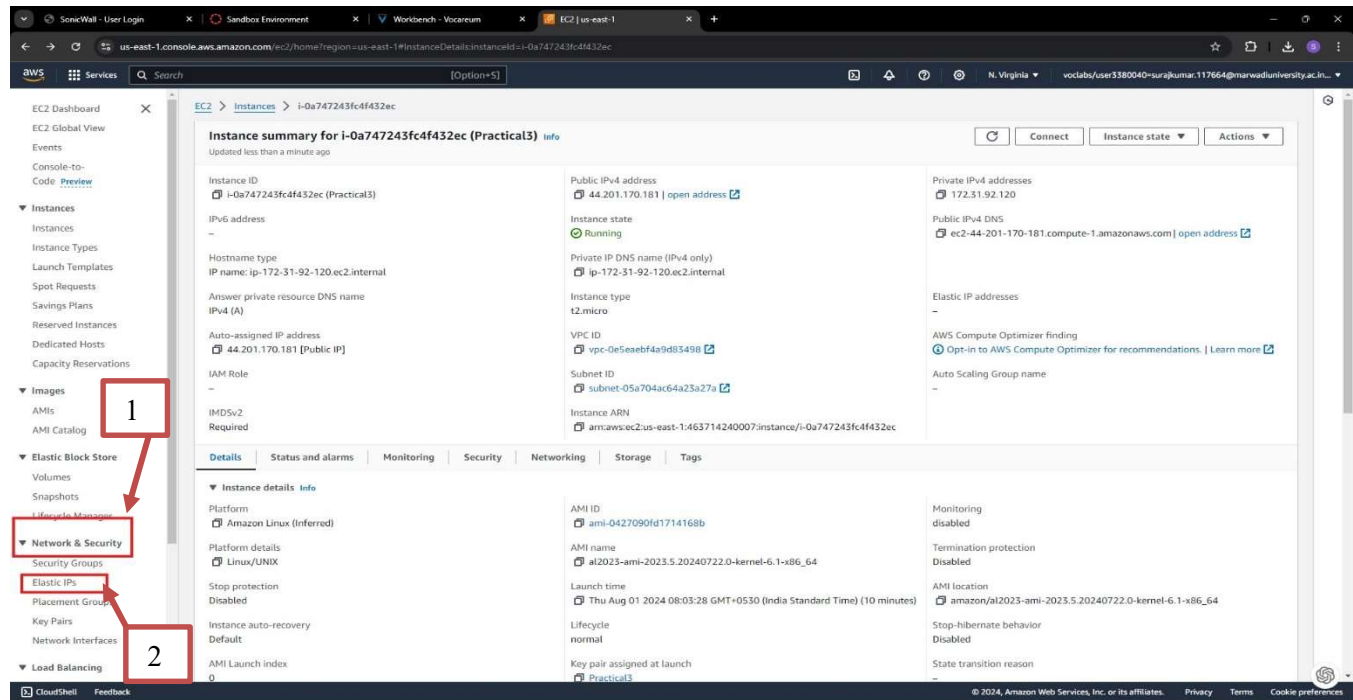 SonicWall - User Login
Sandbox Environment
Workbench - Vocareum
EC2 | us-east-1
us-east-1.console.aws.amazon.com/ec2/home?region=us-east-1#InstanceDetails:instanceId=i-0a747243fc4f432ec
aws Services Search [Option+S] N. Virginia voclabs/user3380040=surajkumar.117664@marwadiuniversity.ac.in...
EC2 Dashboard
EC2 Global View
Events
Console-to-
Code Preview
Instances
Instances
Instance Types
Launch Templates
Spot Requests
Savings Plans
Reserved Instances
Dedicated Hosts
Capacity Reservations
Images
AMIs
AMI Catalog
Elastic Block Store
Volumes
Snapshots
Lifecycle Manager
Network & Security
Security Groups
Elastic IPs
Placement Groups
Key Pairs
Network Interfaces
Load Balancing
1
2
EC2 > Instances > i-0a747243fc4f432ec
Instance summary for i-0a747243fc4f432ec (Practical3) Info
Updated less than a minute ago
Connect Instance state Actions
Instance ID
i-0a747243fc4f432ec (Practical3)
Public IPv4 address
44.201.170.181 | open address
Private IPv4 addresses
172.31.92.120
IPv6 address
–
Instance state
Running
Public IPv4 DNS
ec2-44-201-170-181.compute-1.amazonaws.com | open address
Hostname type
IP name: ip-172-31-92-120.ec2.internal
Private IP DNS name (IPv4 only)
ip-172-31-92-120.ec2.internal
Answer private resource DNS name
IPv4 (A)
Instance type
t2.micro
Elastic IP addresses
–
Auto-assigned IP address
44.201.170.181 [Public IP]
VPC ID
vpc-0e5eaebf4a9d83498
AWS Compute Optimizer finding
Opt-in to AWS Compute Optimizer for recommendations. | Learn more
IAM Role
–
Subnet ID
subnet-05a704ac64a23a27a
Auto Scaling Group name
–
IMDSv2
Required
Instance ARN
arn:aws:ec2:us-east-1:463714240007:instance/i-0a747243fc4f432ec
Details Status and alarms Monitoring Security Networking Storage Tags
Instance details Info
Platform
Amazon Linux (Inferred)
AMI ID
ami-0427090fd1714168b
Monitoring
disabled
Platform details
Linux/UNIX
AMI name
al2023-ami-2023.5.20240722.0-kernel-6.1-x86_64
Termination protection
Disabled
Stop protection
Disabled
Launch time
Thu Aug 01 2024 08:03:28 GMT+0530 (India Standard Time) (10 minutes)
AMI location
amazon/al2023-ami-2023.5.20240722.0-kernel-6.1-x86_64
Instance auto-recovery
Default
Lifecycle
normal
Stop-hibernate behavior
Disabled
AMI Launch index
0
Key pair assigned at launch
Practical3
State transition reason
–
CloudShell Feedback © 2024, Amazon Web Services, Inc. or its affiliates. Privacy Terms Cookie preferences